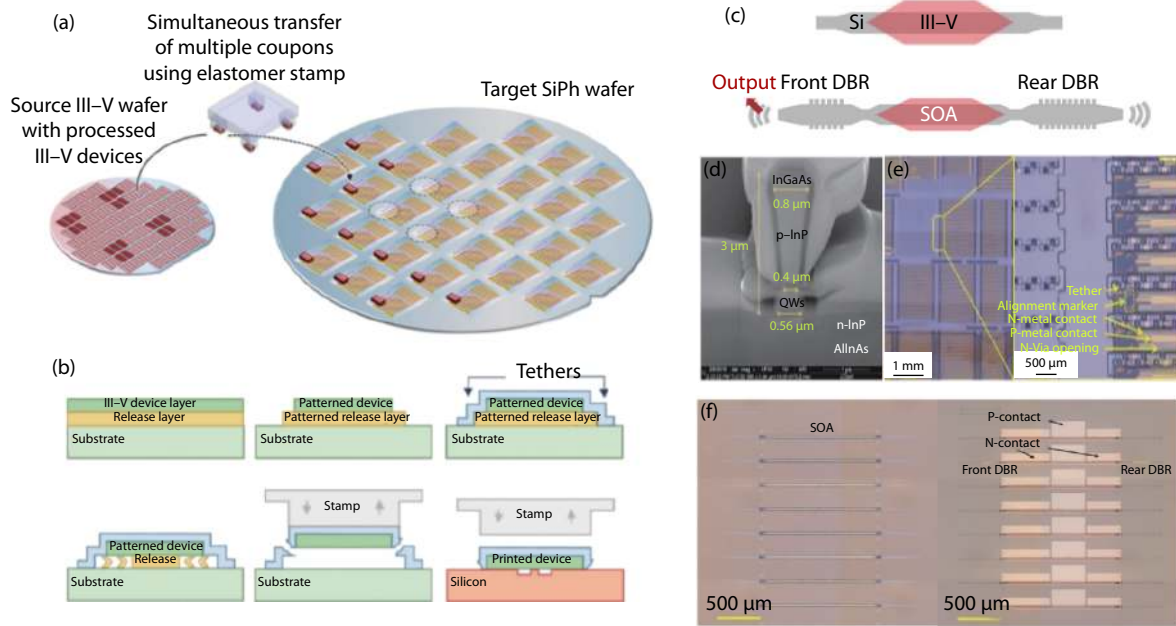 (a)
Simultaneous transfer
of multiple coupons
using elastomer stamp
Source III–V wafer
with processed
III–V devices
Target SiPh wafer
(b)
Tethers
III–V device layer
Release layer
Substrate
Patterned device
Patterned release layer
Substrate
Patterned device
Patterned release layer
Substrate
Patterned device
Release
Substrate
Stamp
Substrate
Stamp
Printed device
Silicon
(c)
Si
III–V
Output
Front DBR
Rear DBR
SOA
(d)
InGaAs
0.8 μm
p–InP
3 μm
0.4 μm
QWs
0.56 μm
n-InP
AlInAs
(e)
Tether
Alignment marker
N-metal contact
P-metal contact
N-Via opening
1 mm
500 μm
(f)
SOA
500 μm
P-contact
N-contact
Front DBR
Rear DBR
500 μm